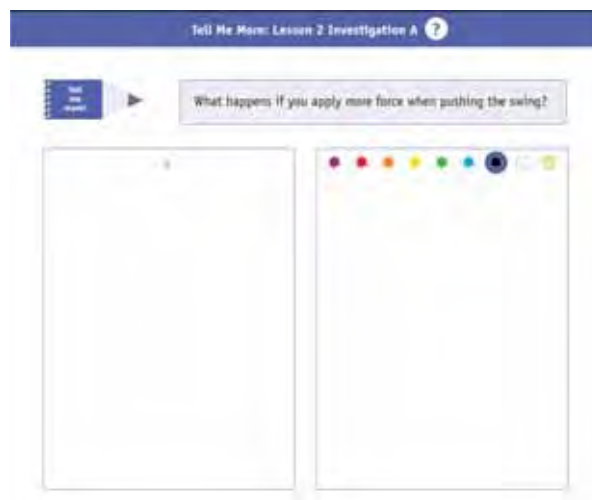 Tell Me More: Lesson 2 Investigation A ?
What happens if you apply more force when pushing the swing?